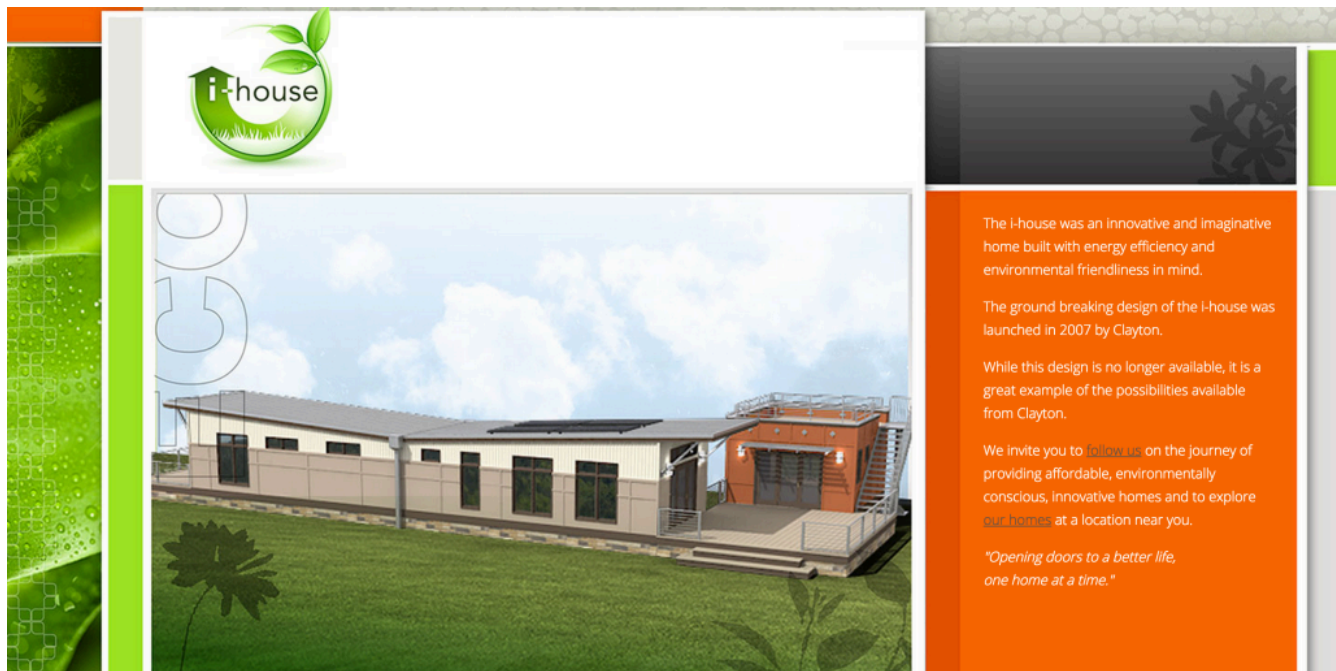 i-house
ECO
The i-house was an innovative and imaginative
home built with energy efficiency and
environmental friendliness in mind.
The ground breaking design of the i-house was
launched in 2007 by Clayton.
While this design is no longer available, it is a
great example of the possibilities available
from Clayton.
We invite you to follow us on the journey of
providing affordable, environmentally
conscious, innovative homes and to explore
our homes at a location near you.
"Opening doors to a better life,
one home at a time."